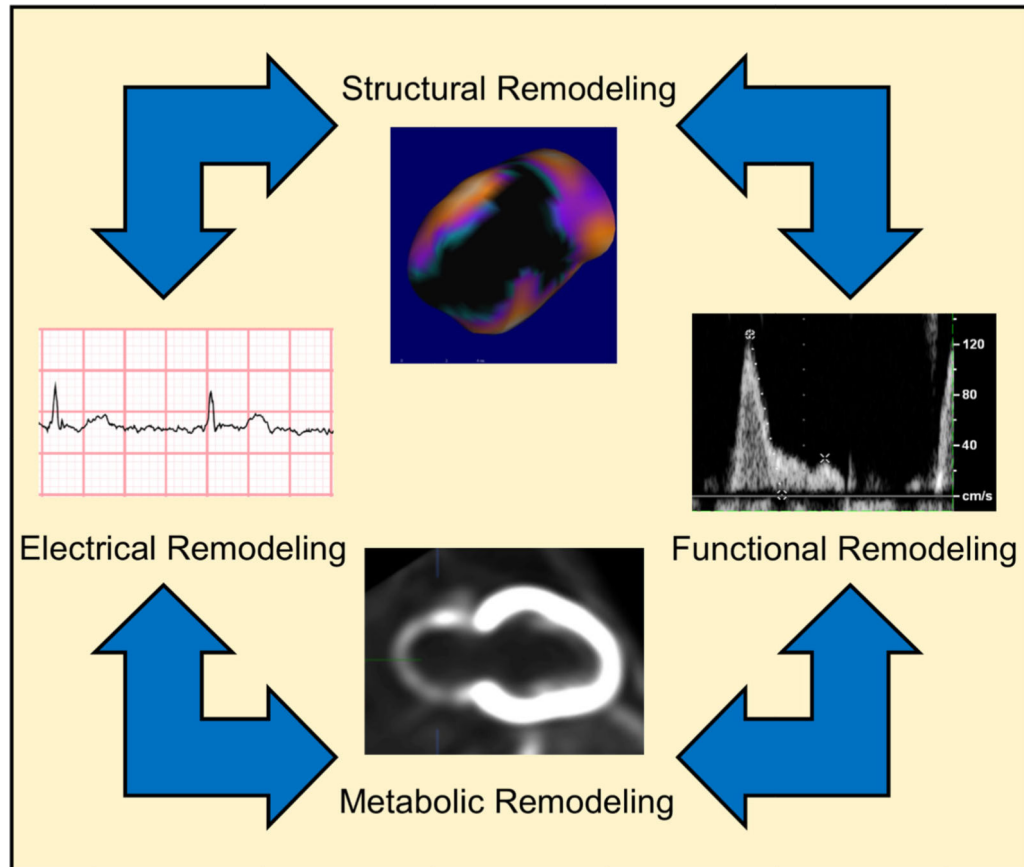 Structural Remodeling
120
80
40
cm/s
Electrical Remodeling
Functional Remodeling
Metabolic Remodeling